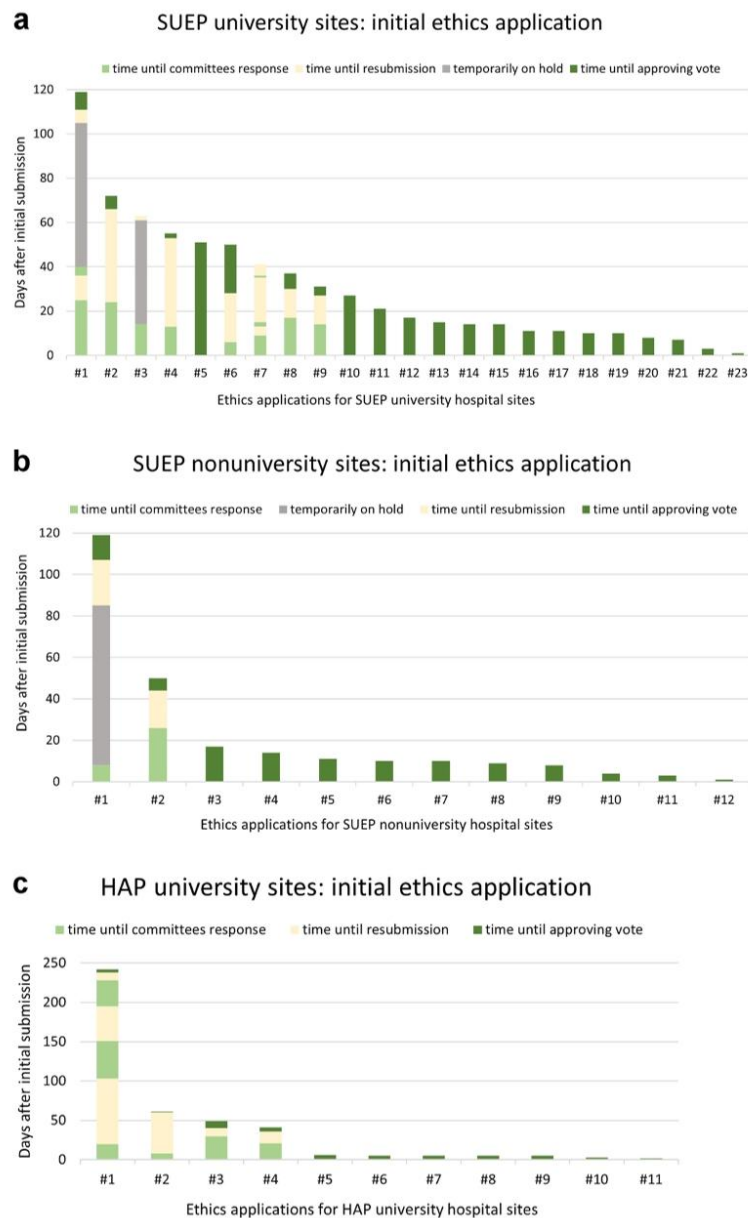 a
SUEP university sites: initial ethics application
time until committees response time until resubmission temporarily on hold time until approving vote
Days after initial submission
120
100
80
60
40
20
0
#1 #2 #3 #4 #5 #6 #7 #8 #9 #10 #11 #12 #13 #14 #15 #16 #17 #18 #19 #20 #21 #22 #23
Ethics applications for SUEP university hospital sites
b
SUEP nonuniversity sites: initial ethics application
time until committees response temporarily on hold time until resubmission time until approving vote
Days after initial submission
120
100
80
60
40
20
0
#1 #2 #3 #4 #5 #6 #7 #8 #9 #10 #11 #12
Ethics applications for SUEP nonuniversity hospital sites
c
HAP university sites: initial ethics application
time until committees response time until resubmission time until approving vote
Days after initial submission
250
200
150
100
50
0
#1 #2 #3 #4 #5 #6 #7 #8 #9 #10 #11
Ethics applications for HAP university hospital sites